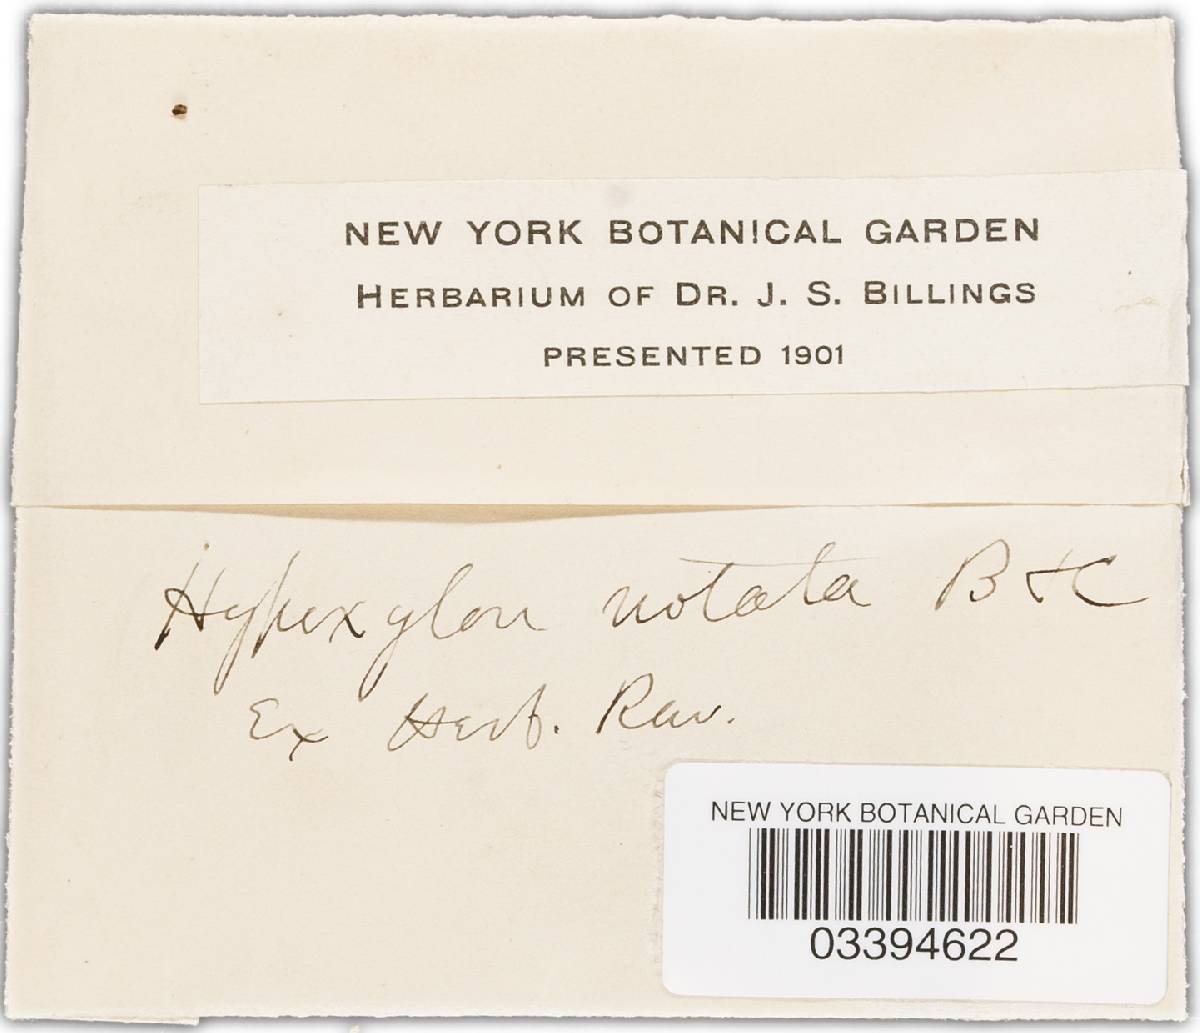 NEW YORK BOTANICAL GARDEN
HERBARIUM OF DR. J. S. BILLINGS
PRESENTED 1901
Hypoxylon notata B & C
Ex Herb. Rav.
NEW YORK BOTANICAL GARDEN
03394622